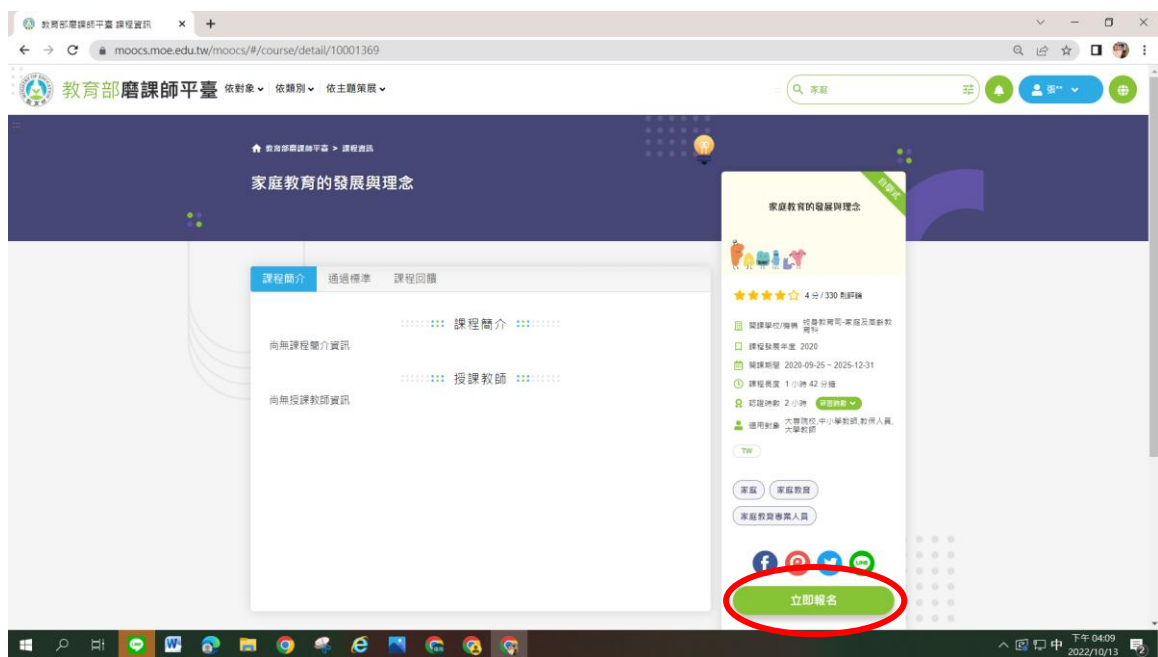 教育部磨課師平臺 課程資訊
moocs.moe.edu.tw/moocs/#/course/detail/10001369
教育部磨課師平臺 依對象 依類別 依主題策展
家庭
張**
教育部磨課師平臺 > 課程資訊
家庭教育的發展與理念
自學式
家庭教育的發展與理念
FAMILY
課程簡介 通過標準 課程回饋
4 分 / 330 則評論
課程簡介
尚無課程簡介資訊
授課教師
尚無授課教師資訊
開課學校/機構 終身教育司-家庭及高齡教育科
課程發展年度 2020
開課期間 2020-09-25 ~ 2025-12-31
課程長度 1 小時 42 分鐘
認證時數 2 小時 研習時數
適用對象 大專院校,中小學教師,教保人員,
大學教師
TW
家庭 家庭教育
家庭教育專業人員
LINE
立即報名
中
下午 04:09
2022/10/13
2